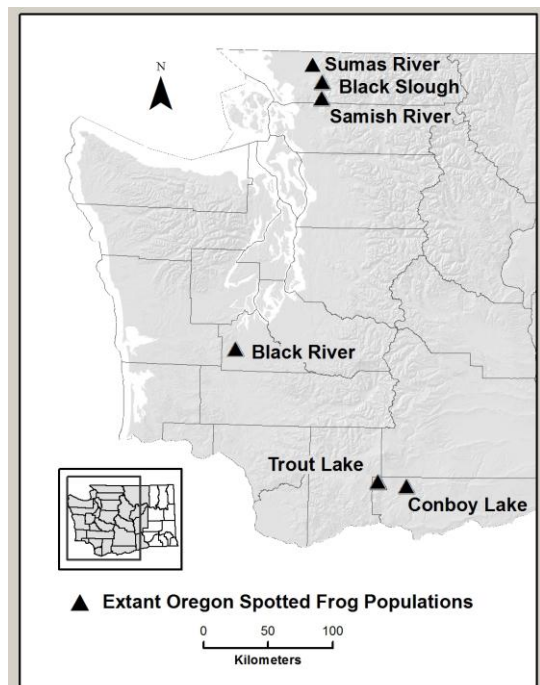 Sumas River
N
Black Slough
Samish River
Black River
Trout Lake
Conboy Lake
Extant Oregon Spotted Frog Populations
0 50 100
Kilometers